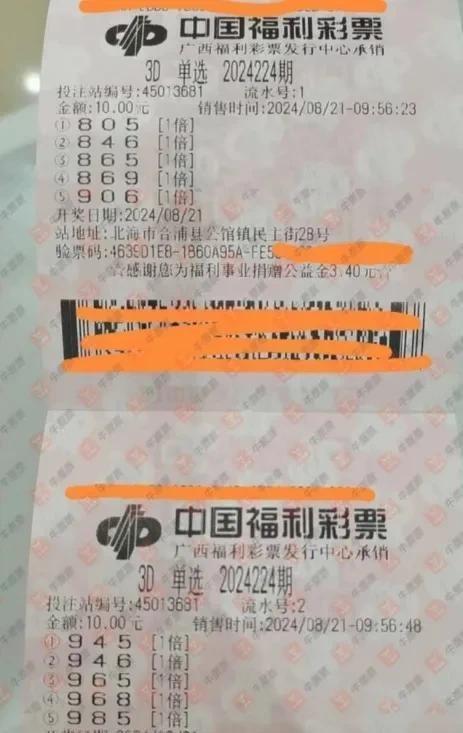 中国福利彩票
广西福利彩票发行中心承销
3D 单选 2024224期
投注站编号:45013681 流水号:1
金额:10.00元 销售时间:2024/08/21-09:56:23
① 805 [1倍]
② 846 [1倍]
③ 865 [1倍]
④ 869 [1倍]
⑤ 906 [1倍]
开奖日期:2024/08/21
站地址:北海市合浦县公馆镇民主街28号
验票码:4639D1E8-1860A95A-FE5
☆感谢您为福利事业捐赠公益金3.40元☆
中国福利彩票
广西福利彩票发行中心承销
3D 单选 2024224期
投注站编号:45013681 流水号:2
金额:10.00元 销售时间:2024/08/21-09:56:48
① 945 [1倍]
② 946 [1倍]
③ 965 [1倍]
④ 968 [1倍]
⑤ 985 [1倍]